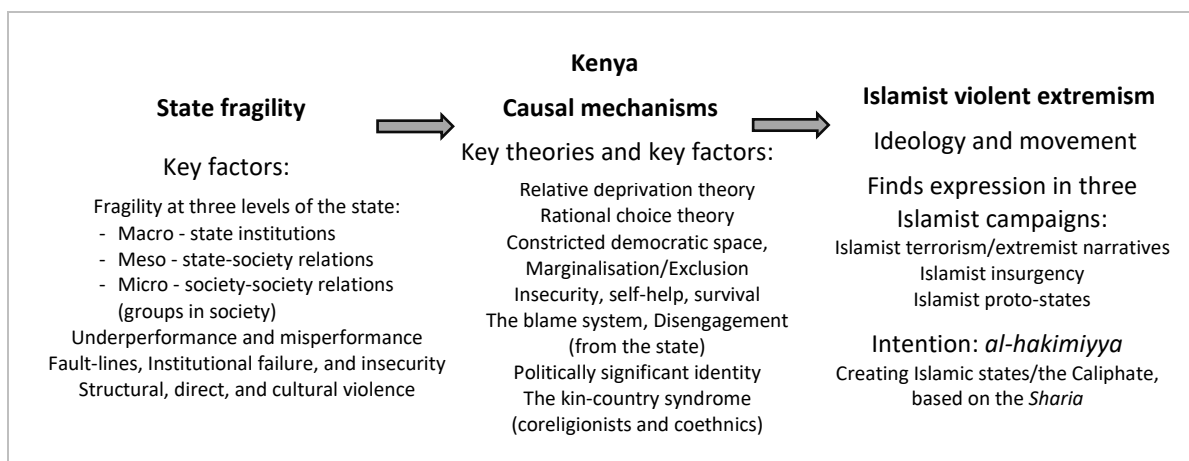 Kenya
State fragility
Key factors:
Fragility at three levels of the state:
- Macro - state institutions
- Meso - state-society relations
- Micro - society-society relations
(groups in society)
Underperformance and misperformance
Fault-lines, Institutional failure, and insecurity
Structural, direct, and cultural violence
Causal mechanisms
Key theories and key factors:
Relative deprivation theory
Rational choice theory
Constricted democratic space,
Marginalisation/Exclusion
Insecurity, self-help, survival
The blame system, Disengagement
(from the state)
Politically significant identity
The kin-country syndrome
(coreligionists and coethnics)
Islamist violent extremism
Ideology and movement
Finds expression in three
Islamist campaigns:
Islamist terrorism/extremist narratives
Islamist insurgency
Islamist proto-states
Intention: al-hakimiyya
Creating Islamic states/the Caliphate,
based on the Sharia